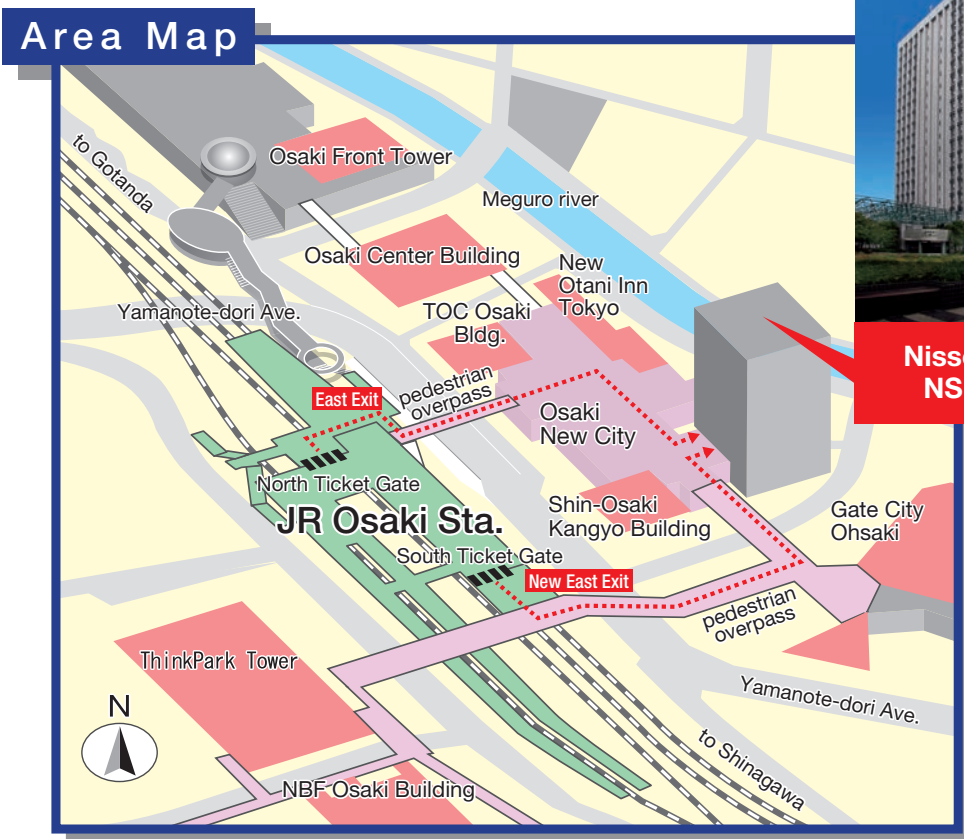 Area Map
to Gotanda
Osaki Front Tower
Meguro river
Osaki Center Building
New
Otani Inn
Tokyo
Yamanote-dori Ave.
TOC Osaki
Bldg.
East Exit
pedestrian
overpass
Osaki
New City
North Ticket Gate
JR Osaki Sta.
Shin-Osaki
Kangyo Building
Gate City
Ohsaki
South Ticket Gate
New East Exit
pedestrian
overpass
ThinkPark Tower
Yamanote-dori Ave.
N
to Shinagawa
NBF Osaki Building
NS